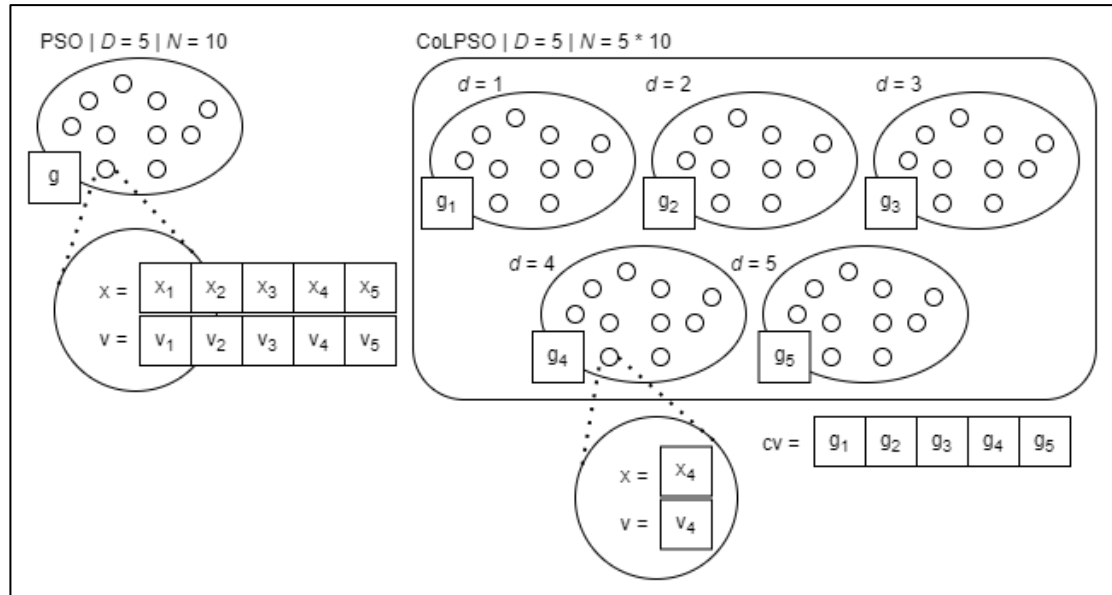 PSO | D = 5 | N = 10
g
x = x₁ x₂ x₃ x₄ x₅
v = v₁ v₂ v₃ v₄ v₅
CoLPSO | D = 5 | N = 5 * 10
d = 1 d = 2 d = 3
g₁ g₂ g₃
d = 4 d = 5
g₄ g₅
cv = g₁ g₂ g₃ g₄ g₅
x = x₄
v = v₄